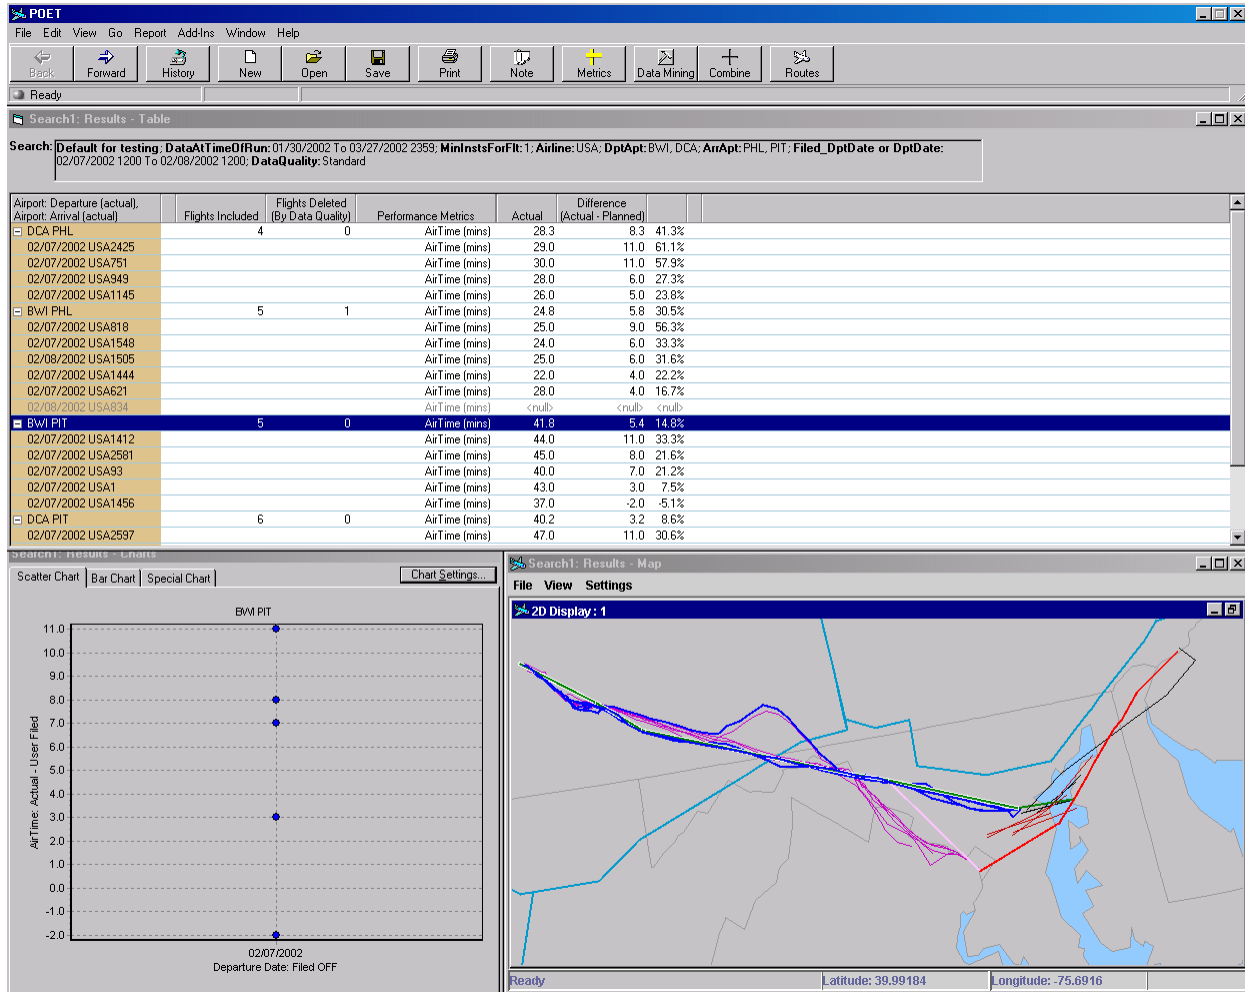 POET
File Edit View Go Report Add-Ins Window Help
Back Forward History New Open Save Print Note Metrics Data Mining Combine Routes
Ready
Search1: Results - Table
Search: Default for testing; DataAtTimeOfRun: 01/30/2002 To 03/27/2002 2359; MinInstsForFlt: 1; Airline: USA; DptApt: BWI, DCA; ArrApt: PHL, PIT; Filed_DptDate or DptDate:
02/07/2002 1200 To 02/08/2002 1200; DataQuality: Standard
Airport: Departure (actual), Flights Deleted Difference
Airport: Arrival (actual) Flights Included (By Data Quality) Performance Metrics Actual (Actual - Planned)
DCA PHL 4 0 AirTime (mins) 28.3 8.3 41.3%
02/07/2002 USA2425 AirTime (mins) 29.0 11.0 61.1%
02/07/2002 USA751 AirTime (mins) 30.0 11.0 57.9%
02/07/2002 USA949 AirTime (mins) 28.0 6.0 27.3%
02/07/2002 USA1145 AirTime (mins) 26.0 5.0 23.8%
BWI PHL 5 1 AirTime (mins) 24.8 5.8 30.5%
02/07/2002 USA818 AirTime (mins) 25.0 9.0 56.3%
02/07/2002 USA1548 AirTime (mins) 24.0 6.0 33.3%
02/08/2002 USA1505 AirTime (mins) 25.0 6.0 31.6%
02/07/2002 USA1444 AirTime (mins) 22.0 4.0 22.2%
02/07/2002 USA621 AirTime (mins) 28.0 4.0 16.7%
02/08/2002 USA834 AirTime (mins) <null> <null> <null>
BWI PIT 5 0 AirTime (mins) 41.8 5.4 14.8%
02/07/2002 USA1412 AirTime (mins) 44.0 11.0 33.3%
02/07/2002 USA2581 AirTime (mins) 45.0 8.0 21.6%
02/07/2002 USA93 AirTime (mins) 40.0 7.0 21.2%
02/07/2002 USA1 AirTime (mins) 43.0 3.0 7.5%
02/07/2002 USA1456 AirTime (mins) 37.0 -2.0 -5.1%
DCA PIT 6 0 AirTime (mins) 40.2 3.2 8.6%
02/07/2002 USA2597 AirTime (mins) 47.0 11.0 30.6%
Search1: Results - Charts
Scatter Chart Bar Chart Special Chart Chart Settings...
BWI PIT
11.0
10.0
9.0
8.0
7.0
6.0
5.0
4.0
3.0
2.0
1.0
0.0
-1.0
-2.0
AirTime: Actual - User Filed
02/07/2002
Departure Date: Filed OFF
Search1: Results - Map
File View Settings
2D Display : 1
Ready Latitude: 39.99184 Longitude: -75.6916